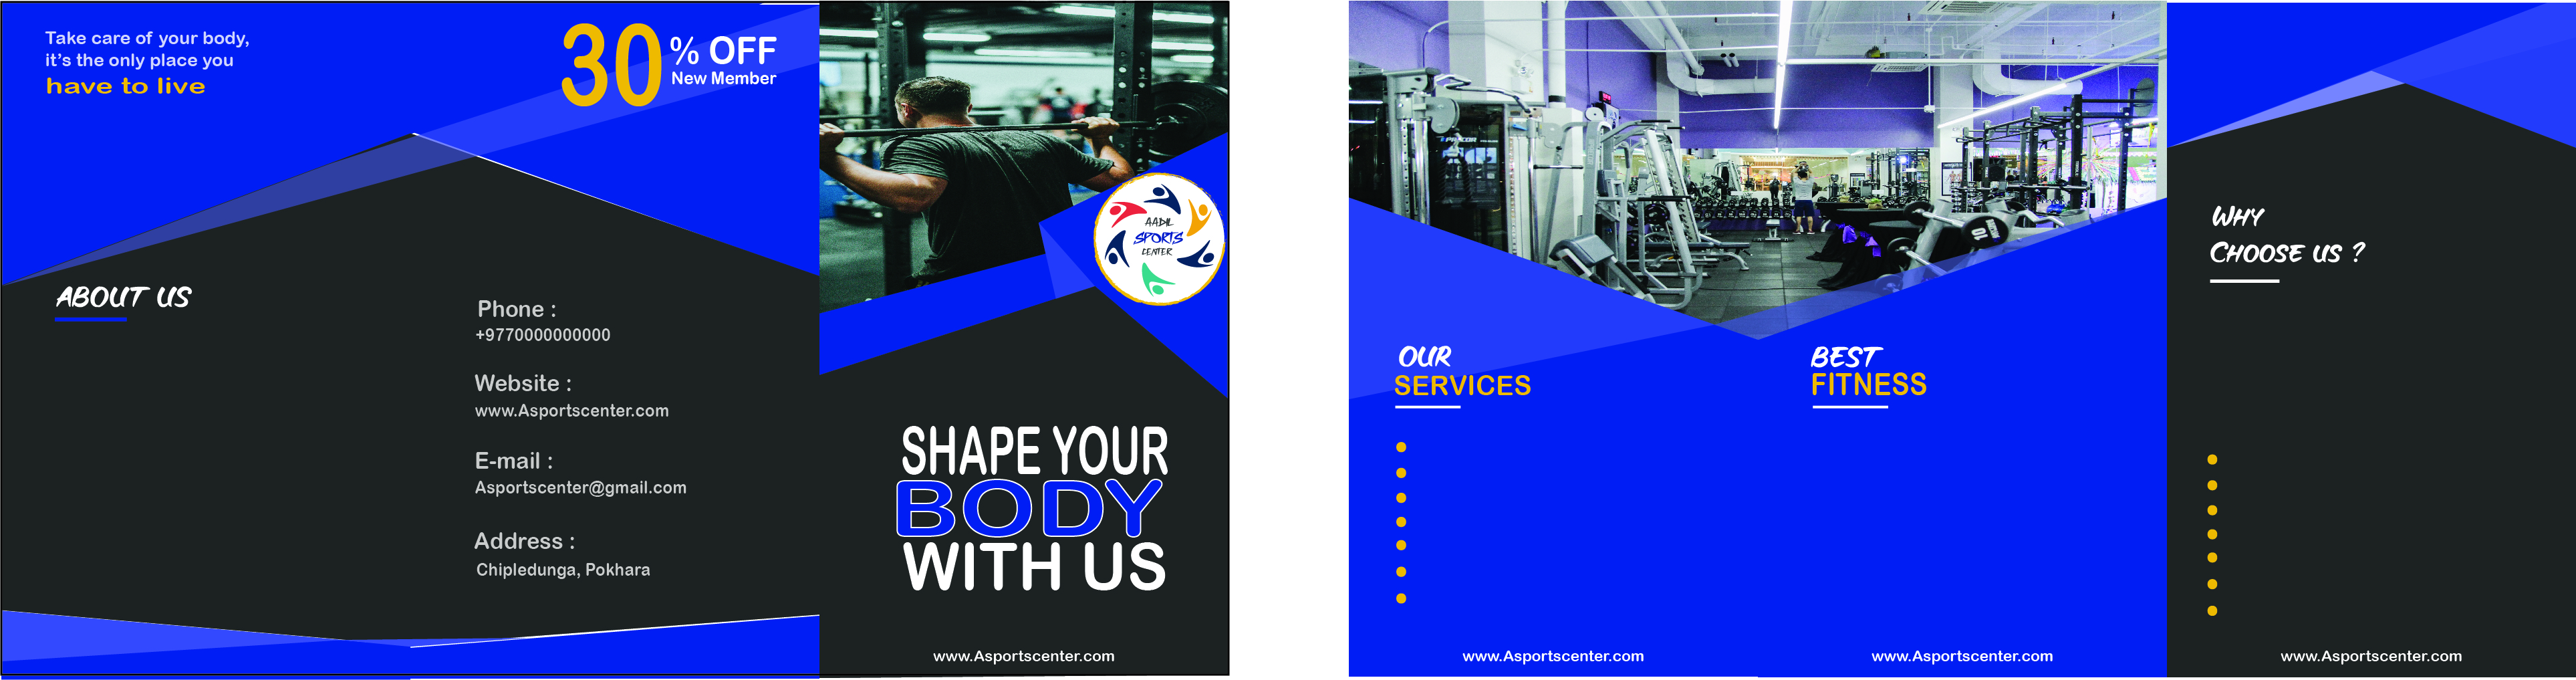 Take care of your body,
it's the only place you
have to live
30% OFF
New Member
ABOUT US
Phone :
+9770000000000
Website :
www.Asportscenter.com
E-mail :
Asportscenter@gmail.com
Address :
Chipledunga, Pokhara
AADIL
SPORTS
CENTER
SHAPE YOUR
BODY
WITH US
www.Asportscenter.com
PRECOR
10
OUR
SERVICES
www.Asportscenter.com
BEST
FITNESS
www.Asportscenter.com
WHY
CHOOSE US ?
www.Asportscenter.com